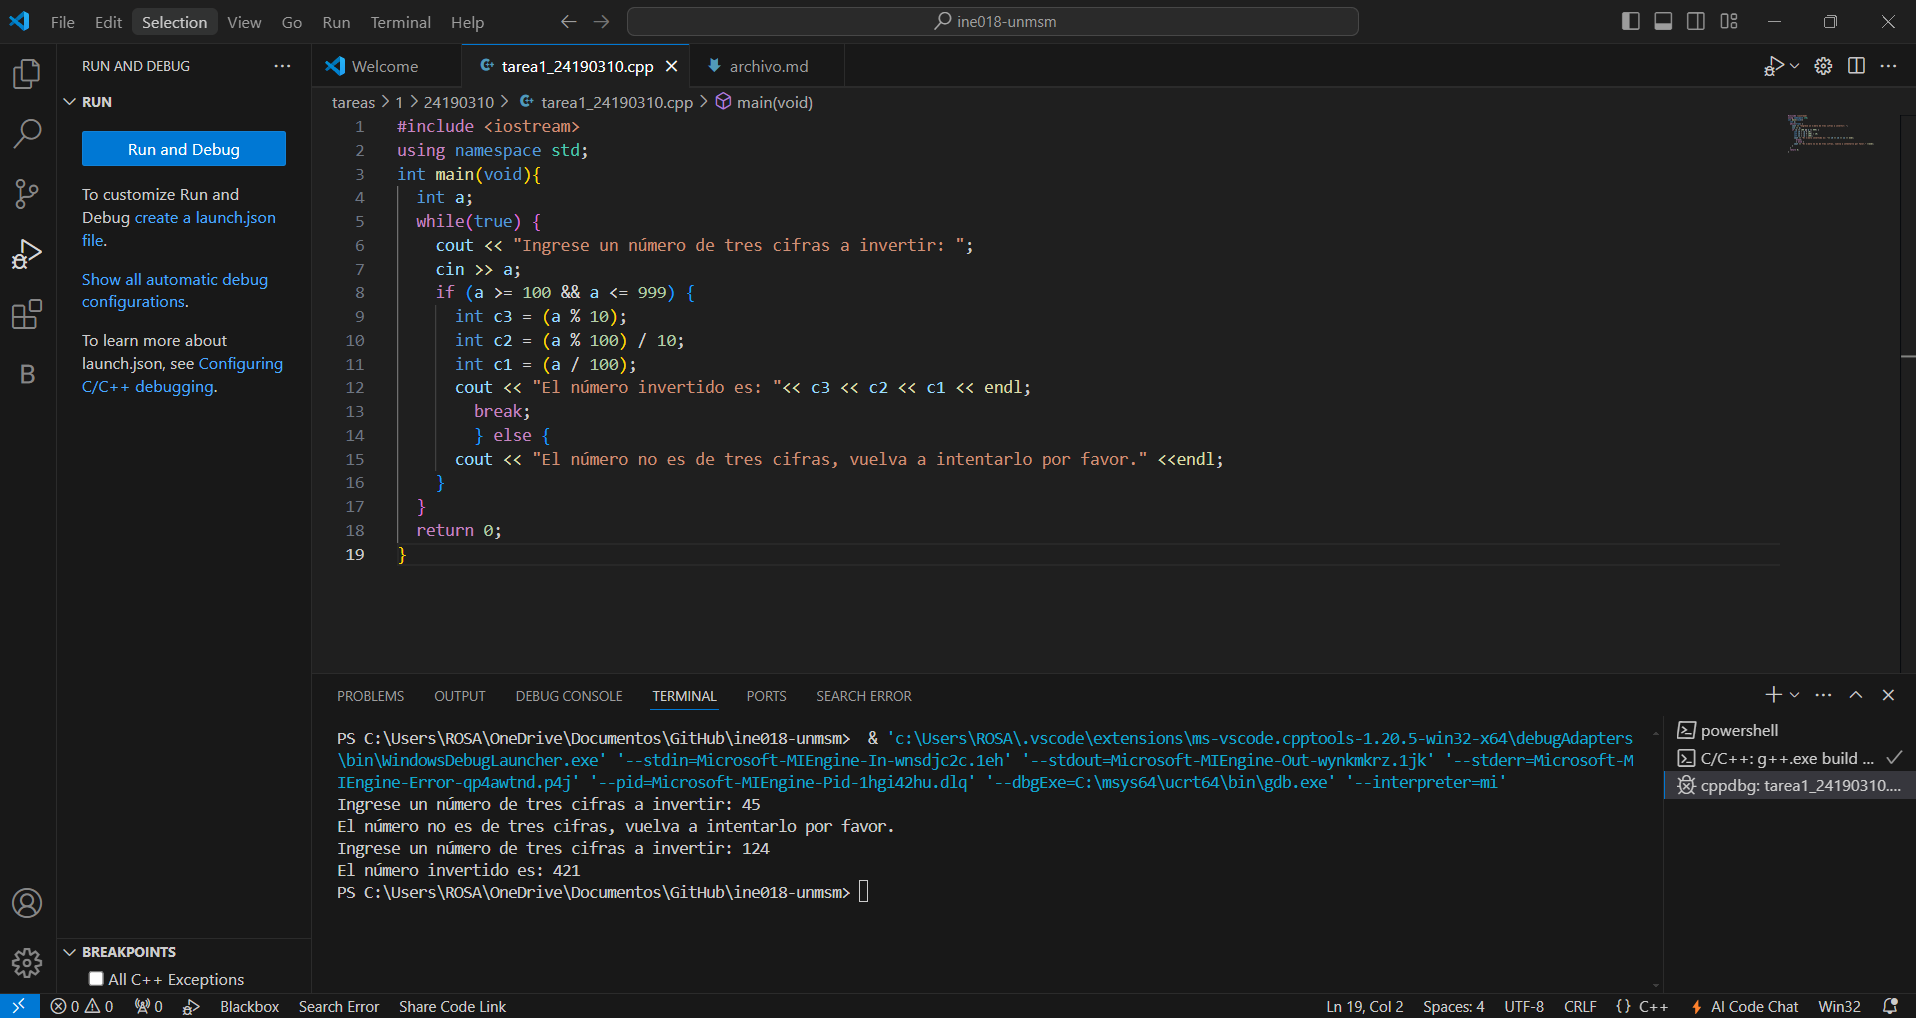 File Edit Selection View Go Run Terminal Help
ine018-unmsm
RUN AND DEBUG
RUN
Run and Debug
To customize Run and
Debug create a launch.json
file.
Show all automatic debug
configurations.
To learn more about
launch.json, see Configuring
C/C++ debugging.
B
BREAKPOINTS
All C++ Exceptions
Welcome
tarea1_24190310.cpp
archivo.md
tareas > 1 > 24190310 > tarea1_24190310.cpp > main(void)
1 #include <iostream>
2 using namespace std;
3 int main(void){
4 int a;
5 while(true) {
6 cout << "Ingrese un número de tres cifras a invertir: ";
7 cin >> a;
8 if (a >= 100 && a <= 999) {
9 int c3 = (a % 10);
10 int c2 = (a % 100) / 10;
11 int c1 = (a / 100);
12 cout << "El número invertido es: "<< c3 << c2 << c1 << endl;
13 break;
14 } else {
15 cout << "El número no es de tres cifras, vuelva a intentarlo por favor." <<endl;
16 }
17 }
18 return 0;
19 }
PROBLEMS OUTPUT DEBUG CONSOLE TERMINAL PORTS SEARCH ERROR
PS C:\Users\ROSA\OneDrive\Documentos\GitHub\ine018-unmsm>  & 'c:\Users\ROSA\.vscode\extensions\ms-vscode.cpptools-1.20.5-win32-x64\debugAdapters
\bin\WindowsDebugLauncher.exe' '--stdin=Microsoft-MIEngine-In-wnsdjc2c.1eh' '--stdout=Microsoft-MIEngine-Out-wynkmkrz.1jk' '--stderr=Microsoft-M
IEngine-Error-qp4awtnd.p4j' '--pid=Microsoft-MIEngine-Pid-1hgi42hu.dlq' '--dbgExe=C:\msys64\ucrt64\bin\gdb.exe' '--interpreter=mi'
Ingrese un número de tres cifras a invertir: 45
El número no es de tres cifras, vuelva a intentarlo por favor.
Ingrese un número de tres cifras a invertir: 124
El número invertido es: 421
PS C:\Users\ROSA\OneDrive\Documentos\GitHub\ine018-unmsm>
powershell
C/C++: g++.exe build ...
cppdbg: tarea1_24190310....
0 0 0 Blackbox Search Error Share Code Link Ln 19, Col 2 Spaces: 4 UTF-8 CRLF {} C++ AI Code Chat Win32